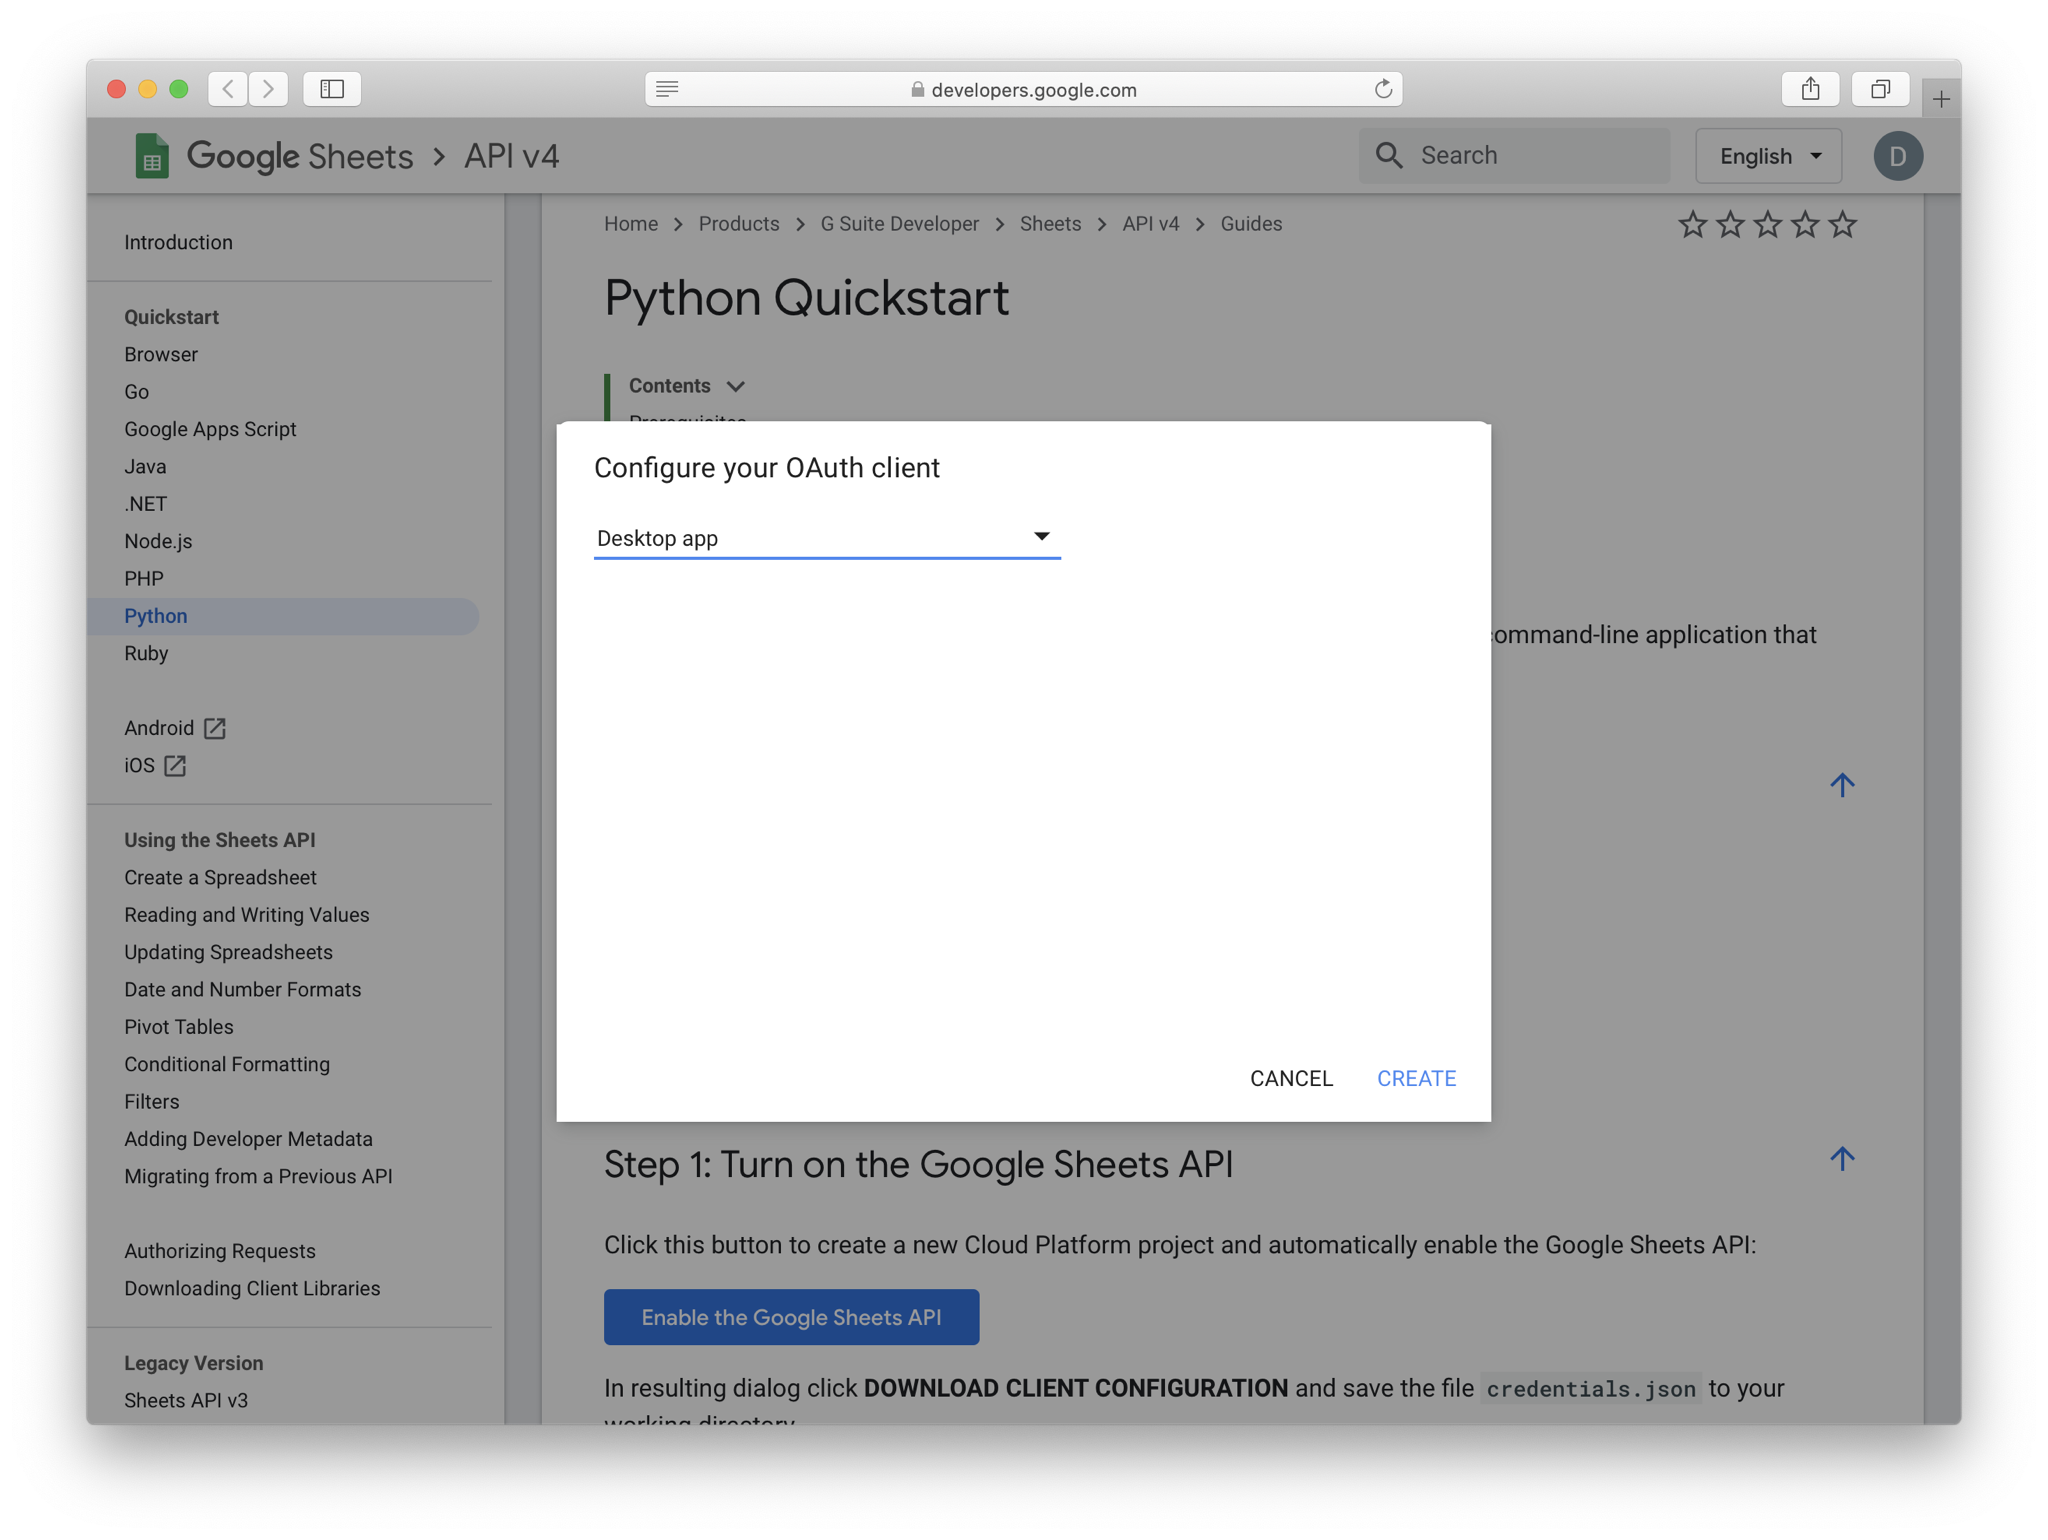 developers.google.com
Google Sheets > API v4
Search
English
D
Introduction
Quickstart
Browser
Go
Google Apps Script
Java
.NET
Node.js
PHP
Python
Ruby
Android
iOS
Using the Sheets API
Create a Spreadsheet
Reading and Writing Values
Updating Spreadsheets
Date and Number Formats
Pivot Tables
Conditional Formatting
Filters
Adding Developer Metadata
Migrating from a Previous API
Authorizing Requests
Downloading Client Libraries
Legacy Version
Sheets API v3
Home > Products > G Suite Developer > Sheets > API v4 > Guides
Python Quickstart
Contents
Prerequisites
Configure your OAuth client
Desktop app
command-line application that
CANCEL CREATE
Step 1: Turn on the Google Sheets API
Click this button to create a new Cloud Platform project and automatically enable the Google Sheets API:
Enable the Google Sheets API
In resulting dialog click DOWNLOAD CLIENT CONFIGURATION and save the file credentials.json to your
working directory.